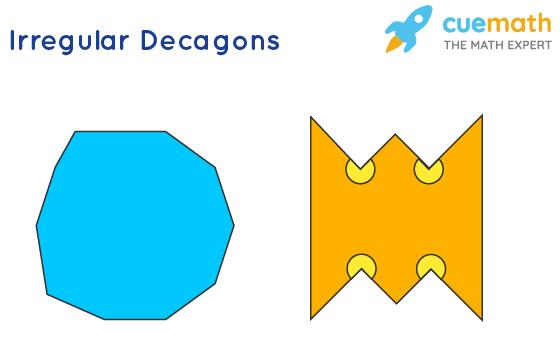 Irregular Decagons
cuemath
THE MATH EXPERT